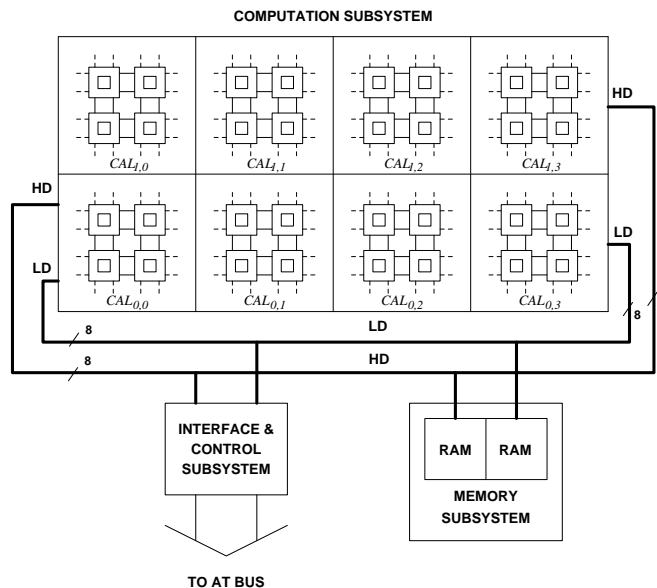 COMPUTATION SUBSYSTEM
HD
CAL1,0
CAL1,1
CAL1,2
CAL1,3
HD
LD
LD
CAL0,0
CAL0,1
CAL0,2
CAL0,3
8
8
LD
8
HD
INTERFACE &
CONTROL
SUBSYSTEM
RAM
RAM
MEMORY
SUBSYSTEM
TO AT BUS